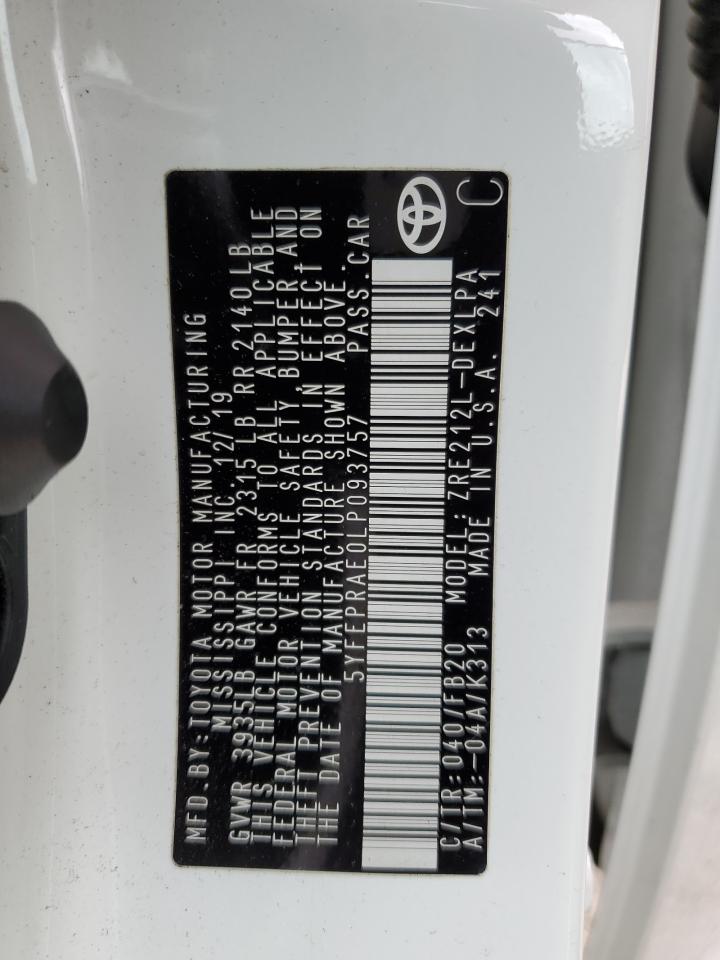 MFD.BY:TOYOTA MOTOR MANUFACTURING
MISSISSIPPI INC. 12/19
GVWR 3935LB GAWR FR 2315 LB RR 2140LB
THIS VEHICLE CONFORMS TO ALL APPLICABLE
FEDERAL MOTOR VEHICLE SAFETY,BUMPER AND
THEFT PREVENTION STANDARDS IN EFFECT ON
THE DATE OF MANUFACTURE SHOWN ABOVE.
5YFEPRAE0LP093757 PASS.CAR
C/TR:040/FB20 MODEL:ZRE212L-DEXLPA
A/TM:-04A/K313 MADE IN U.S.A. 241
C